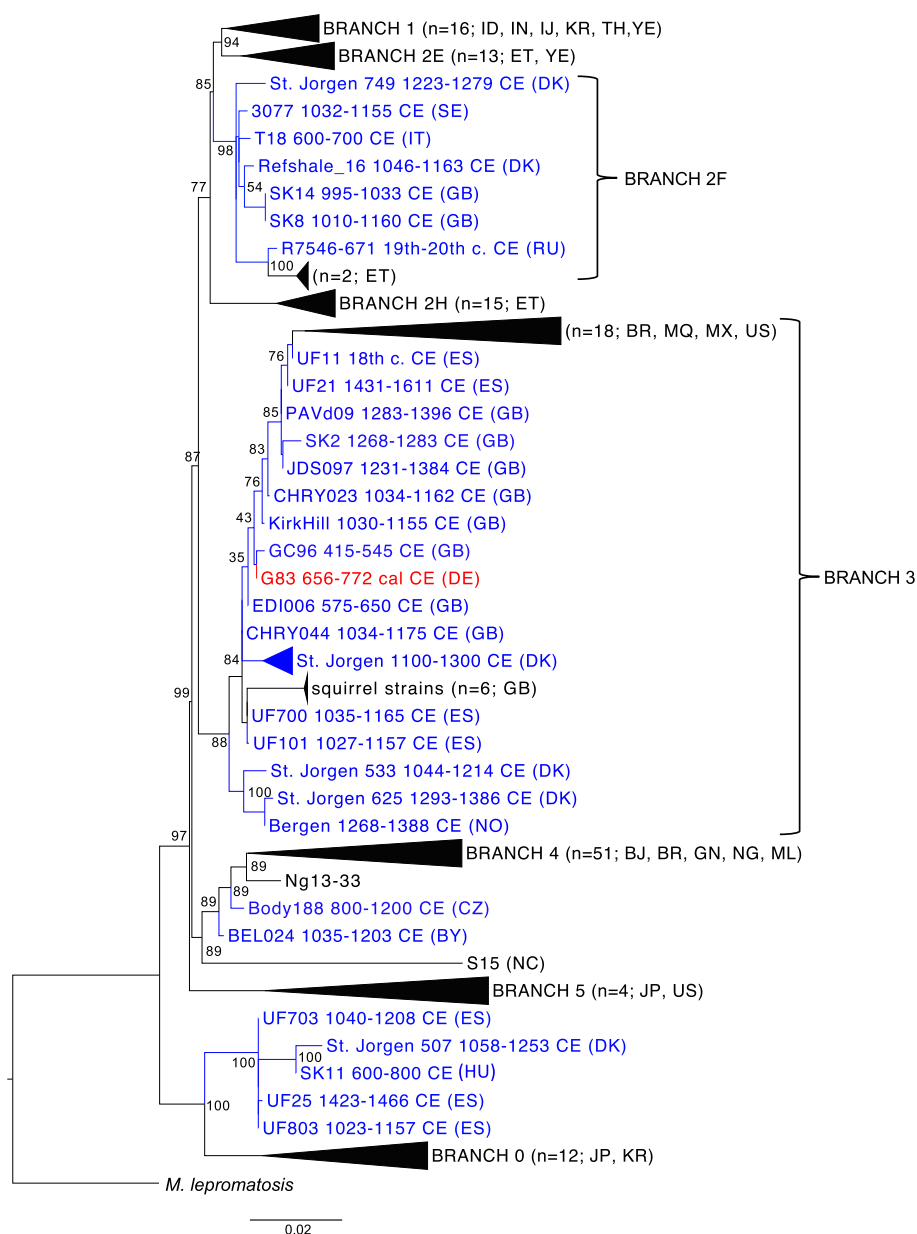 BRANCH 1 (n=16; ID, IN, IJ, KR, TH,YE)
94
BRANCH 2E (n=13; ET, YE)
85
St. Jorgen 749 1223-1279 CE (DK)
3077 1032-1155 CE (SE)
T18 600-700 CE (IT)
98
Refshale_16 1046-1163 CE (DK)
BRANCH 2F
77
54
SK14 995-1033 CE (GB)
SK8 1010-1160 CE (GB)
R7546-671 19th-20th c. CE (RU)
100
(n=2; ET)
BRANCH 2H (n=15; ET)
(n=18; BR, MQ, MX, US)
76
UF11 18th c. CE (ES)
UF21 1431-1611 CE (ES)
85
PAVd09 1283-1396 CE (GB)
SK2 1268-1283 CE (GB)
83
87
JDS097 1231-1384 CE (GB)
76
CHRY023 1034-1162 CE (GB)
43
KirkHill 1030-1155 CE (GB)
35
GC96 415-545 CE (GB)
G83 656-772 cal CE (DE)
BRANCH 3
EDI006 575-650 CE (GB)
CHRY044 1034-1175 CE (GB)
84
St. Jorgen 1100-1300 CE (DK)
99
squirrel strains (n=6; GB)
UF700 1035-1165 CE (ES)
88
UF101 1027-1157 CE (ES)
St. Jorgen 533 1044-1214 CE (DK)
100
St. Jorgen 625 1293-1386 CE (DK)
Bergen 1268-1388 CE (NO)
97
BRANCH 4 (n=51; BJ, BR, GN, NG, ML)
89
Ng13-33
89
89
Body188 800-1200 CE (CZ)
BEL024 1035-1203 CE (BY)
89
S15 (NC)
BRANCH 5 (n=4; JP, US)
UF703 1040-1208 CE (ES)
St. Jorgen 507 1058-1253 CE (DK)
100
100
SK11 600-800 CE (HU)
UF25 1423-1466 CE (ES)
100
UF803 1023-1157 CE (ES)
BRANCH 0 (n=12; JP, KR)
M. lepromatosis
0.02